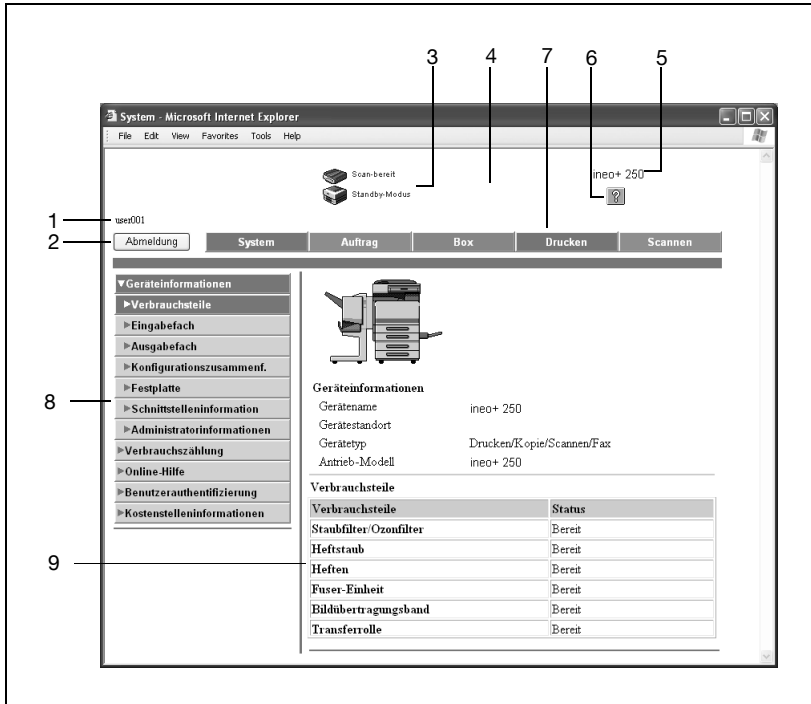 3 4 7 6 5
System - Microsoft Internet Explorer
File Edit View Favorites Tools Help
Scan-bereit
ineo+ 250
Standby-Modus
?
1 user001
2 Abmeldung System Auftrag Box Drucken Scannen
Geräteinformationen
Verbrauchsteile
Eingabefach
Ausgabefach
Konfigurationszusammenf.
Festplatte
8 Schnittstelleninformation
Administratorinformationen
Verbrauchszählung
Online-Hilfe
Benutzerauthentifizierung
Kostenstelleninformationen
Geräteinformationen
Gerätename ineo+ 250
Gerätestandort
Gerätetyp Drucken/Kopie/Scannen/Fax
Antrieb-Modell ineo+ 250
Verbrauchsteile
Verbrauchsteile Status
Staubfilter/Ozonfilter Bereit
Heftstaub Bereit
9 Heften Bereit
Fuser-Einheit Bereit
Bildübertragungsband Bereit
Transferrolle Bereit